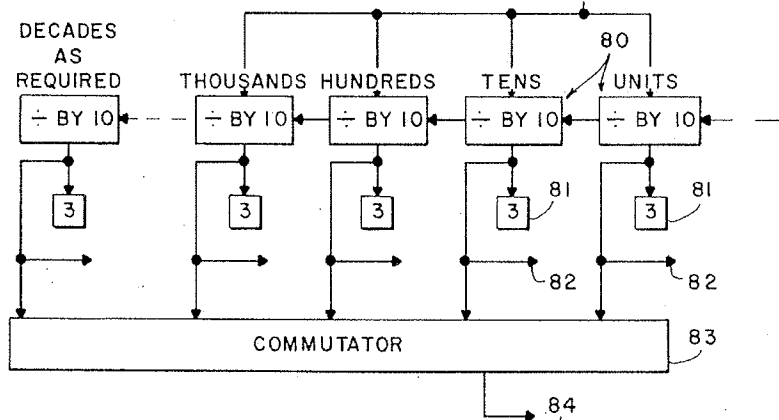 DECADES
AS
REQUIRED
THOUSANDS HUNDREDS TENS UNITS 80
÷ BY 10 ÷ BY 10 ÷ BY 10 ÷ BY 10 ÷ BY 10
3 3 3 3 81 3 81
82 82
COMMUTATOR 83
84